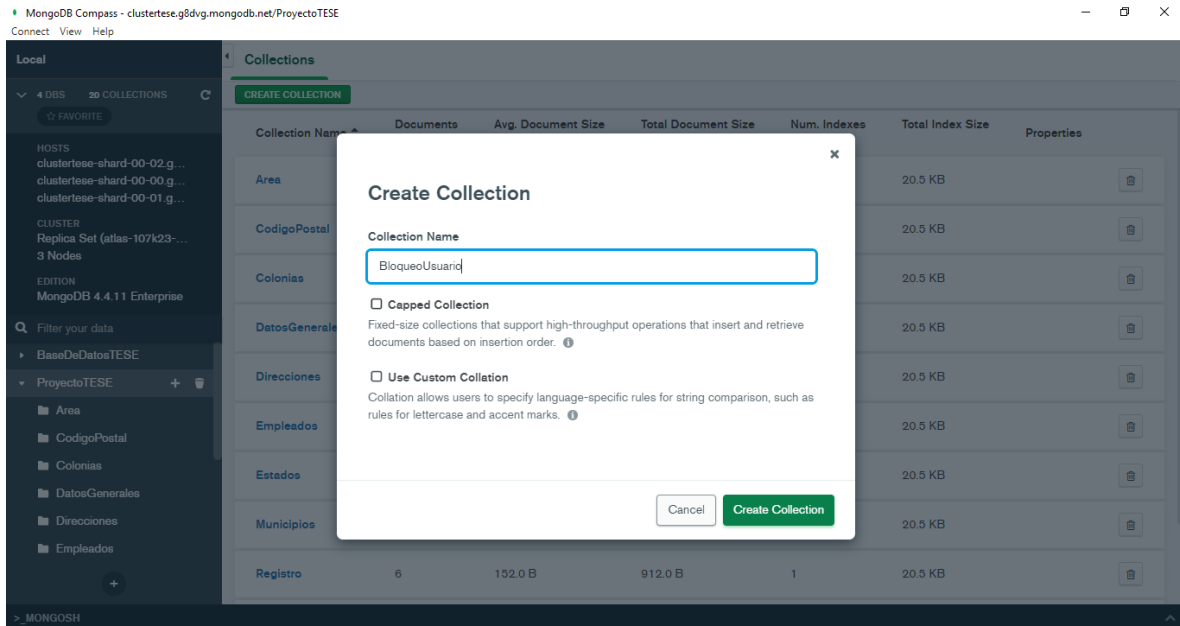 MongoDB Compass - clustertese.g8dvg.mongodb.net/ProyectoTESE
Connect View Help
Local
4 DBS 20 COLLECTIONS
FAVORITE
HOSTS
clustertese-shard-00-02.g...
clustertese-shard-00-00.g...
clustertese-shard-00-01.g...
CLUSTER
Replica Set (atlas-107k23-...
3 Nodes
EDITION
MongoDB 4.4.11 Enterprise
Filter your data
BaseDeDatosTESE
ProyectoTESE
Area
CodigoPostal
Colonias
DatosGenerales
Direcciones
Empleados
+
>_MONGOSH
Collections
CREATE COLLECTION
Collection Name Documents Avg. Document Size Total Document Size Num. Indexes Total Index Size Properties
Area 20.5 KB
CodigoPostal 20.5 KB
Colonias 20.5 KB
DatosGenerale 20.5 KB
Direcciones 20.5 KB
Empleados 20.5 KB
Estados 20.5 KB
Municipios 20.5 KB
Registro 6 152.0 B 912.0 B 1 20.5 KB
Create Collection
Collection Name
BloqueoUsuario
Capped Collection
Fixed-size collections that support high-throughput operations that insert and retrieve
documents based on insertion order.
Use Custom Collation
Collation allows users to specify language-specific rules for string comparison, such as
rules for lettercase and accent marks.
Cancel Create Collection